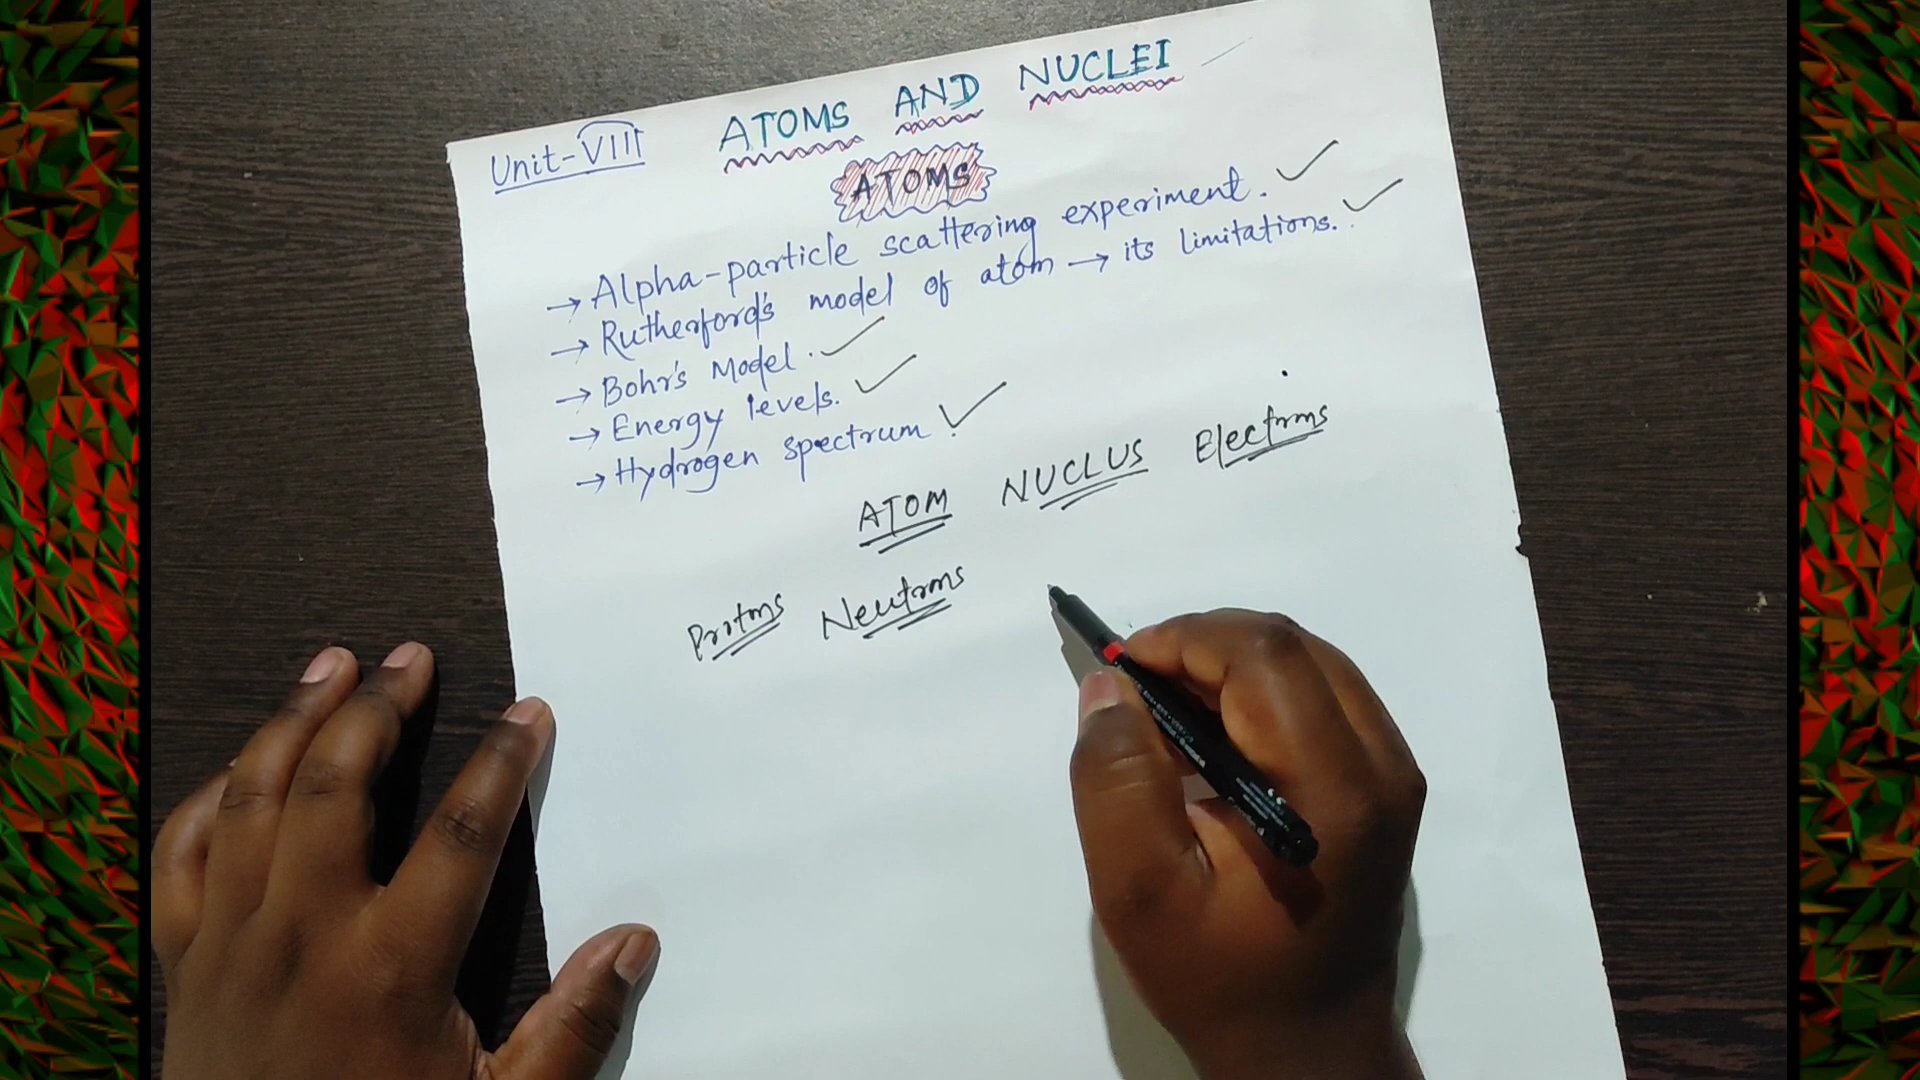 ATOMS AND NUCLEI
Unit-VIII
ATOMS
→ Alpha-particle scattering experiment.
→ Rutherford's model of atom → its limitations.
→ Bohr's Model.
→ Energy levels.
→ Hydrogen spectrum.
ATOM NUCLUS Electrons
Protons Neutrons